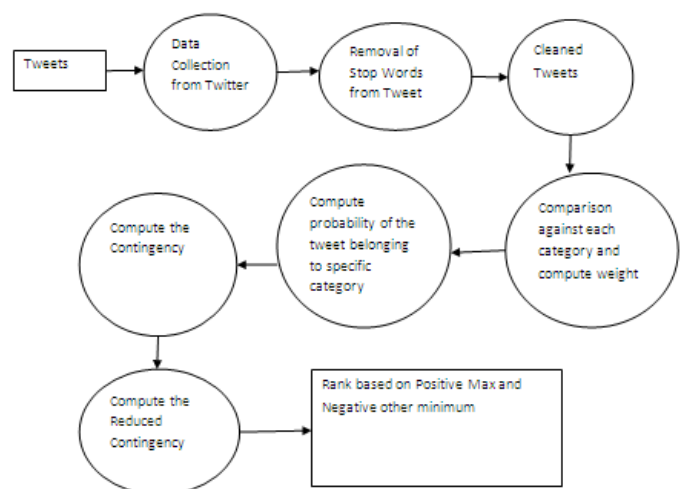 Tweets
Data
Collection
from Twitter
Removal of
Stop Words
from Tweet
Cleaned
Tweets
Comparison
against each
category and
compute weight
Compute
probability of the
tweet belonging
to specific
category
Compute the
Contingency
Compute the
Reduced
Contingency
Rank based on Positive Max and
Negative other minimum